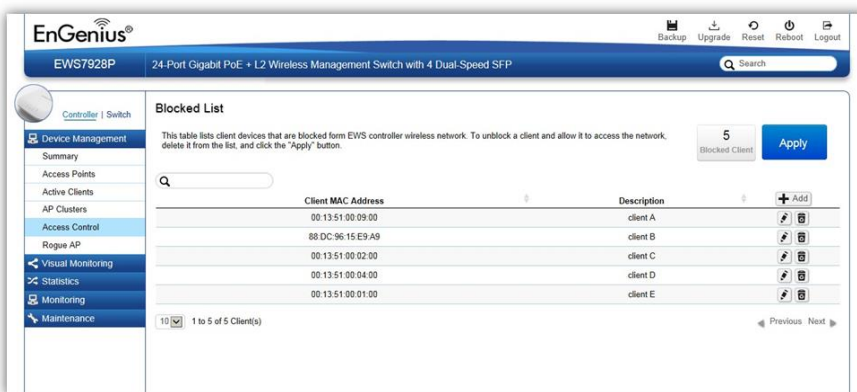 EnGenius®
Backup Upgrade Reset Reboot Logout
EWS7928P 24-Port Gigabit PoE + L2 Wireless Management Switch with 4 Dual-Speed SFP Search
Controller | Switch
Device Management
Summary
Access Points
Active Clients
AP Clusters
Access Control
Rogue AP
Visual Monitoring
Statistics
Monitoring
Maintenance
Blocked List
This table lists client devices that are blocked form EWS controller wireless network. To unblock a client and allow it to access the network,
delete it from the list, and click the "Apply" button.
5
Blocked Client
Apply
Client MAC Address Description Add
00:13:51:00:09:00 client A
88:DC:96:15:E9:A9 client B
00:13:51:00:02:00 client C
00:13:51:00:04:00 client D
00:13:51:00:01:00 client E
10 1 to 5 of 5 Client(s) Previous Next